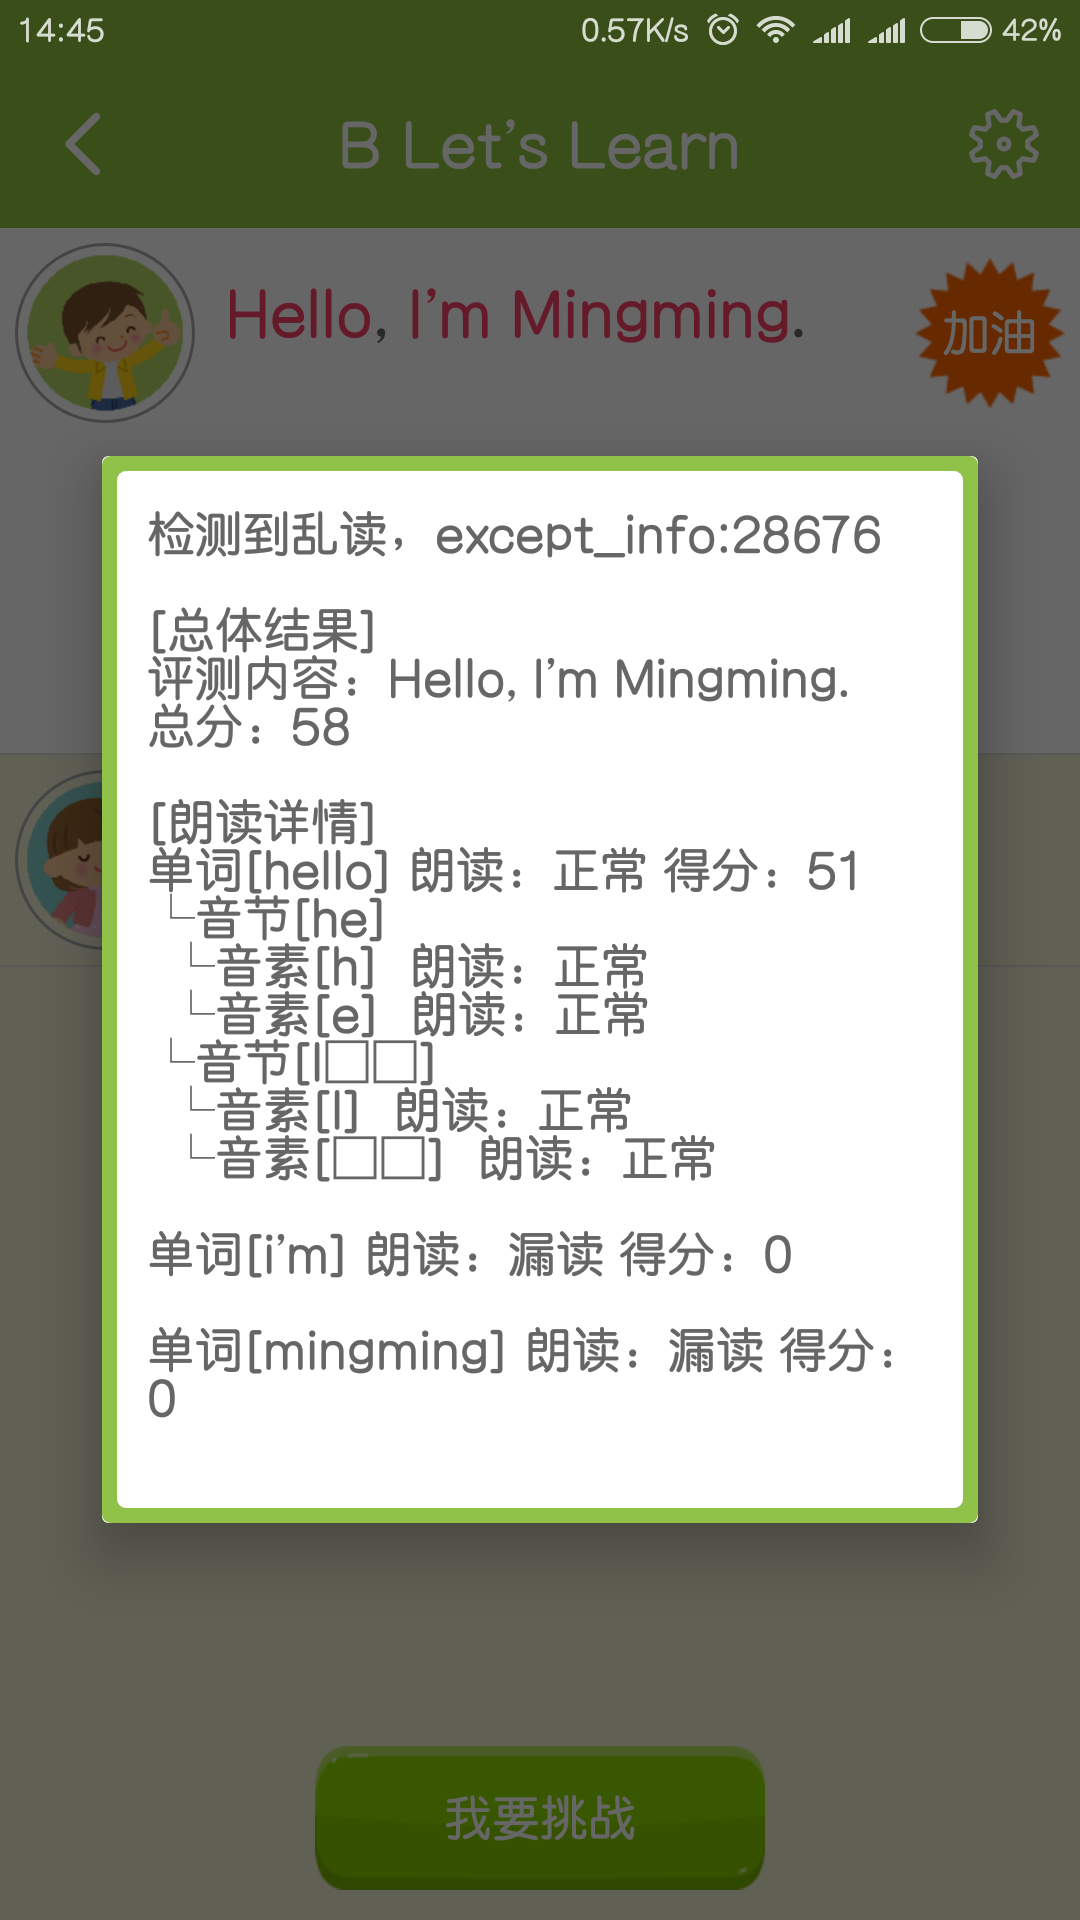 14:45 0.57K/s 42%
B Let's Learn
Hello, I'm Mingming.
加油
检测到乱读，except_info:28676
[总体结果]
评测内容：Hello, I'm Mingming.
总分：58
[朗读详情]
单词[hello] 朗读：正常 得分：51
└音节[he]
└音素[h] 朗读：正常
└音素[e] 朗读：正常
└音节[l□□]
└音素[l] 朗读：正常
└音素[□□] 朗读：正常
单词[i'm] 朗读：漏读 得分：0
单词[mingming] 朗读：漏读 得分：
0
我要挑战